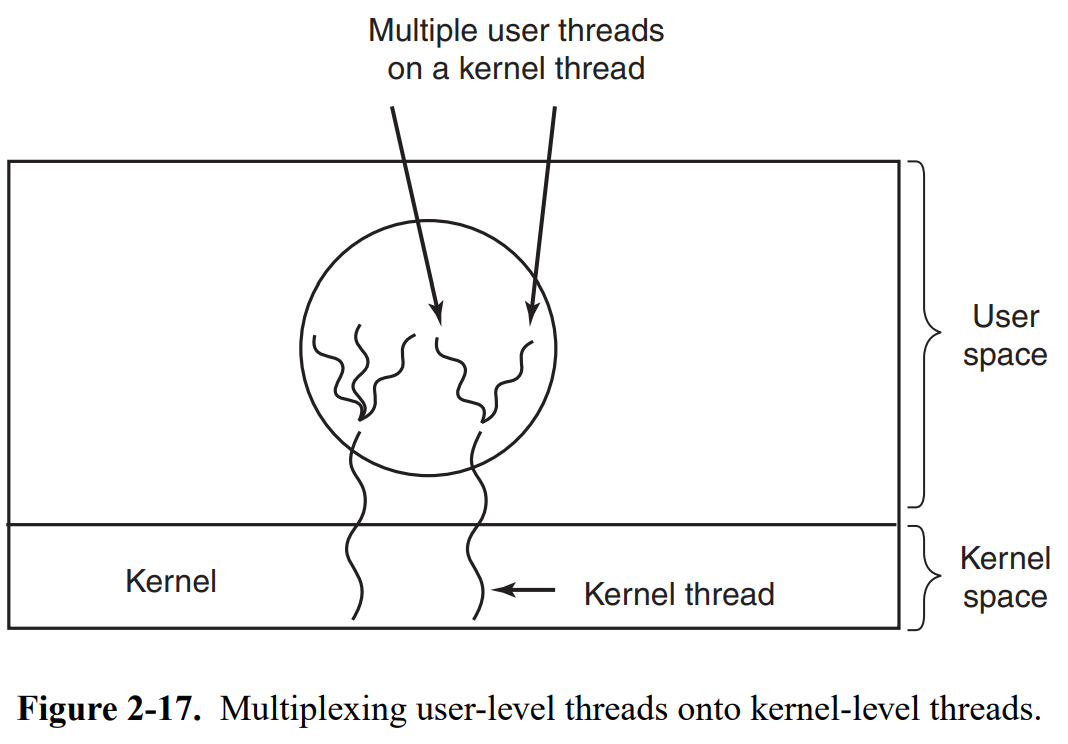 Multiple user threads
on a kernel thread
User
space
Kernel
Kernel thread
Kernel
space
Figure 2-17. Multiplexing user-level threads onto kernel-level threads.